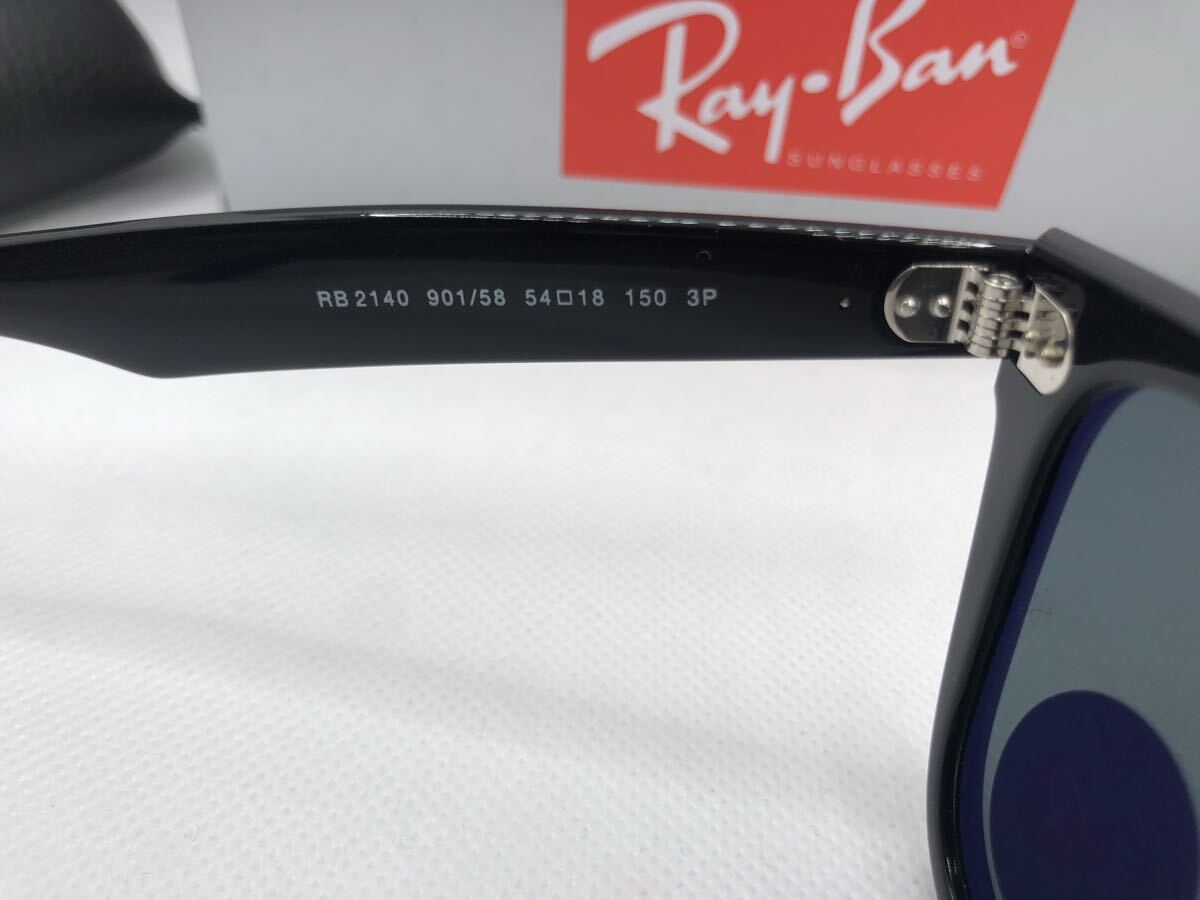 Ray-Ban®
SUNGLASSES
RB 2140 901/58 54□18 150 3P